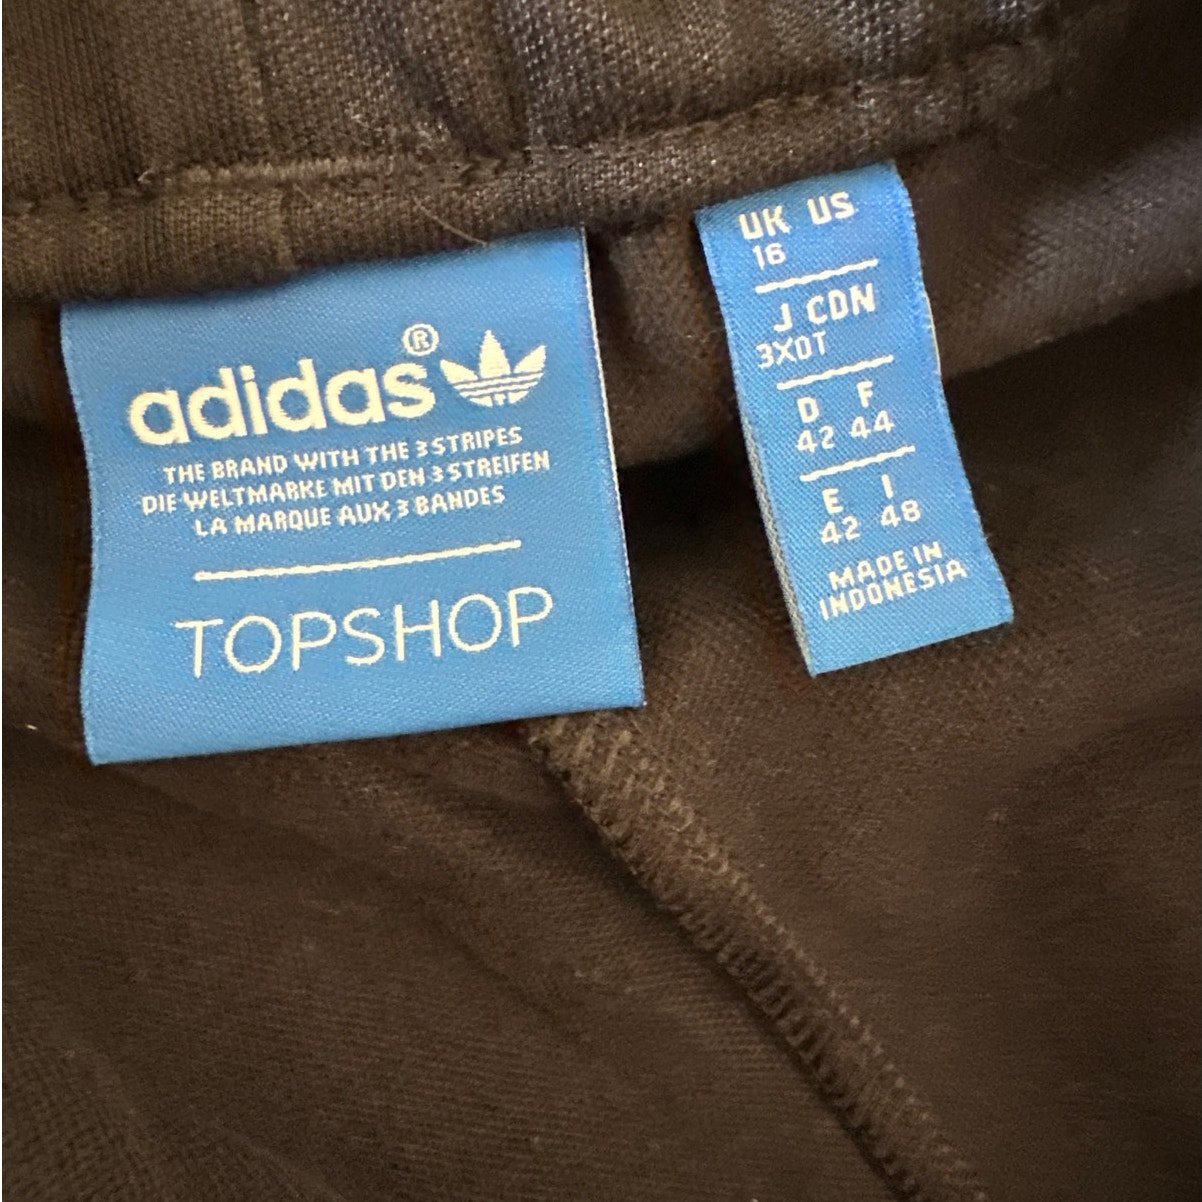 adidas®
THE BRAND WITH THE 3 STRIPES
DIE WELTMARKE MIT DEN 3 STREIFEN
LA MARQUE AUX 3 BANDES
TOPSHOP
UK US
16
J CDN
3XOT
D F
42 44
E I
42 48
MADE IN
INDONESIA